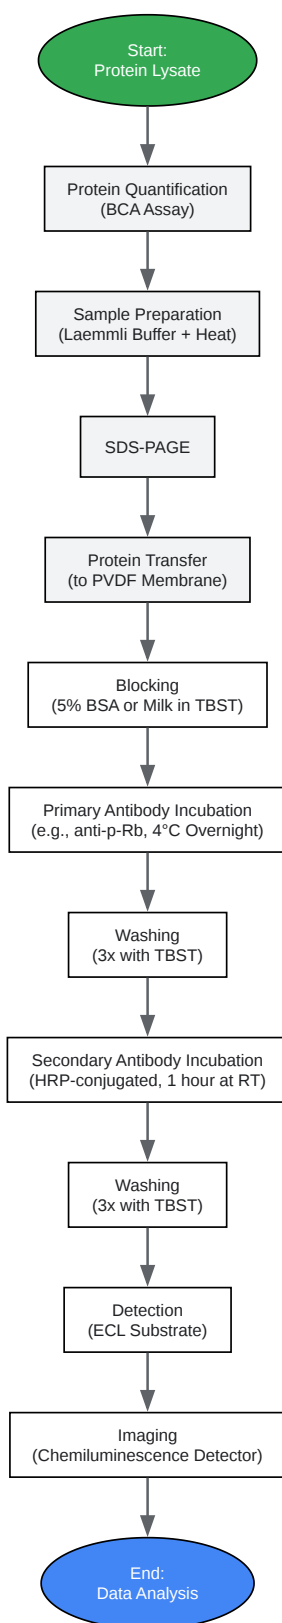 Start:
Protein Lysate
Protein Quantification
(BCA Assay)
Sample Preparation
(Laemmli Buffer + Heat)
SDS-PAGE
Protein Transfer
(to PVDF Membrane)
Blocking
(5% BSA or Milk in TBST)
Primary Antibody Incubation
(e.g., anti-p-Rb, 4°C Overnight)
Washing
(3x with TBST)
Secondary Antibody Incubation
(HRP-conjugated, 1 hour at RT)
Washing
(3x with TBST)
Detection
(ECL Substrate)
Imaging
(Chemiluminescence Detector)
End:
Data Analysis